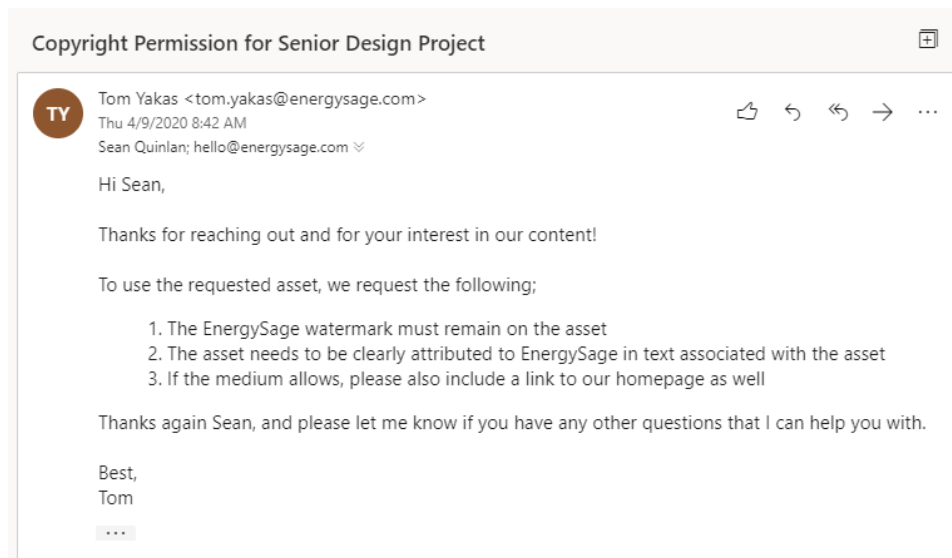 Copyright Permission for Senior Design Project
TY
Tom Yakas <tom.yakas@energysage.com>
Thu 4/9/2020 8:42 AM
Sean Quinlan; hello@energysage.com
Hi Sean,
Thanks for reaching out and for your interest in our content!
To use the requested asset, we request the following;
1. The EnergySage watermark must remain on the asset
2. The asset needs to be clearly attributed to EnergySage in text associated with the asset
3. If the medium allows, please also include a link to our homepage as well
Thanks again Sean, and please let me know if you have any other questions that I can help you with.
Best,
Tom